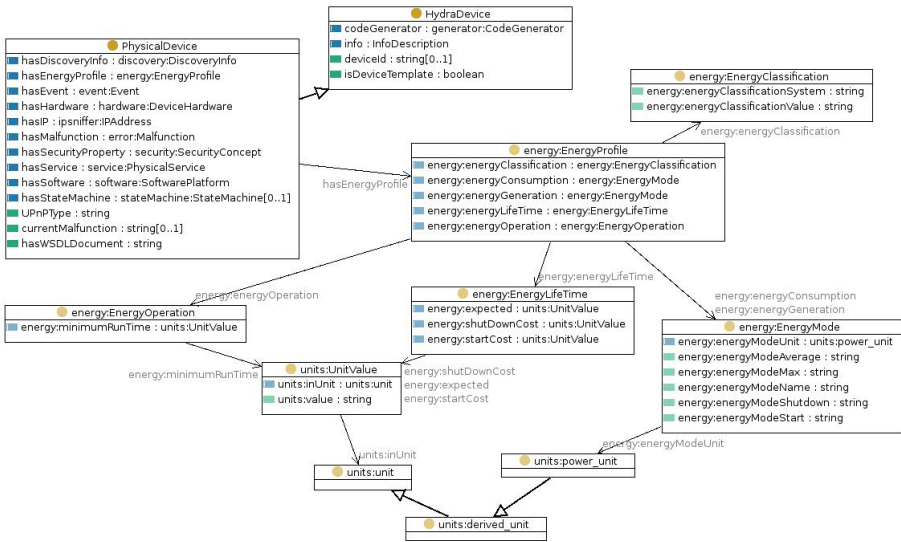 HydraDevice
codeGenerator : generator:CodeGenerator
info : InfoDescription
deviceId : string[0..1]
isDeviceTemplate : boolean
PhysicalDevice
hasDiscoveryInfo : discovery:DiscoveryInfo
hasEnergyProfile : energy:EnergyProfile
hasEvent : event:Event
hasHardware : hardware:DeviceHardware
hasIP : ipsniffer:IPAddress
hasMalfunction : error:Malfunction
hasSecurityProperty : security:SecurityConcept
hasService : service:PhysicalService
hasSoftware : software:SoftwarePlatform
hasStateMachine : stateMachine:StateMachine[0..1]
UPnPType : string
currentMalfunction : string[0..1]
hasWSDLDocument : string
energy:EnergyClassification
energy:energyClassificationSystem : string
energy:energyClassificationValue : string
energy:energyClassification
hasEnergyProfile
energy:EnergyProfile
energy:energyClassification : energy:EnergyClassification
energy:energyConsumption : energy:EnergyMode
energy:energyGeneration : energy:EnergyMode
energy:energyLifeTime : energy:EnergyLifeTime
energy:energyOperation : energy:EnergyOperation
energy:energyOperation
energy:energyLifeTime
energy:energyConsumption
energy:energyGeneration
energy:EnergyOperation
energy:minimumRunTime : units:UnitValue
energy:EnergyLifeTime
energy:expected : units:UnitValue
energy:shutDownCost : units:UnitValue
energy:startCost : units:UnitValue
energy:EnergyMode
energy:energyModeUnit : units:power_unit
energy:energyModeAverage : string
energy:energyModeMax : string
energy:energyModeName : string
energy:energyModeShutdown : string
energy:energyModeStart : string
energy:minimumRunTime
units:UnitValue
units:inUnit : units:unit
units:value : string
energy:shutDownCost
energy:expected
energy:startCost
energy:energyModeUnit
units:inUnit
units:unit
units:power_unit
units:derived_unit